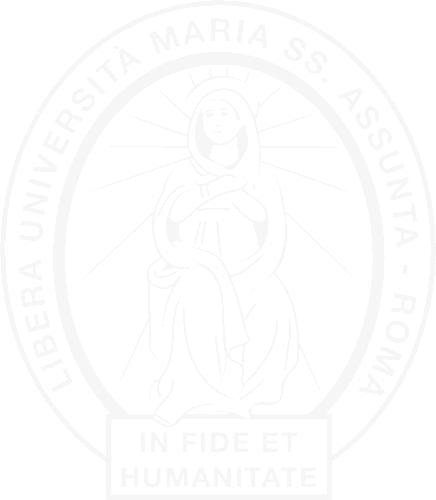 LIBERA UNIVERSITÀ MARIA SS. ASSUNTA - ROMA
IN FIDE ET
HUMANITATE